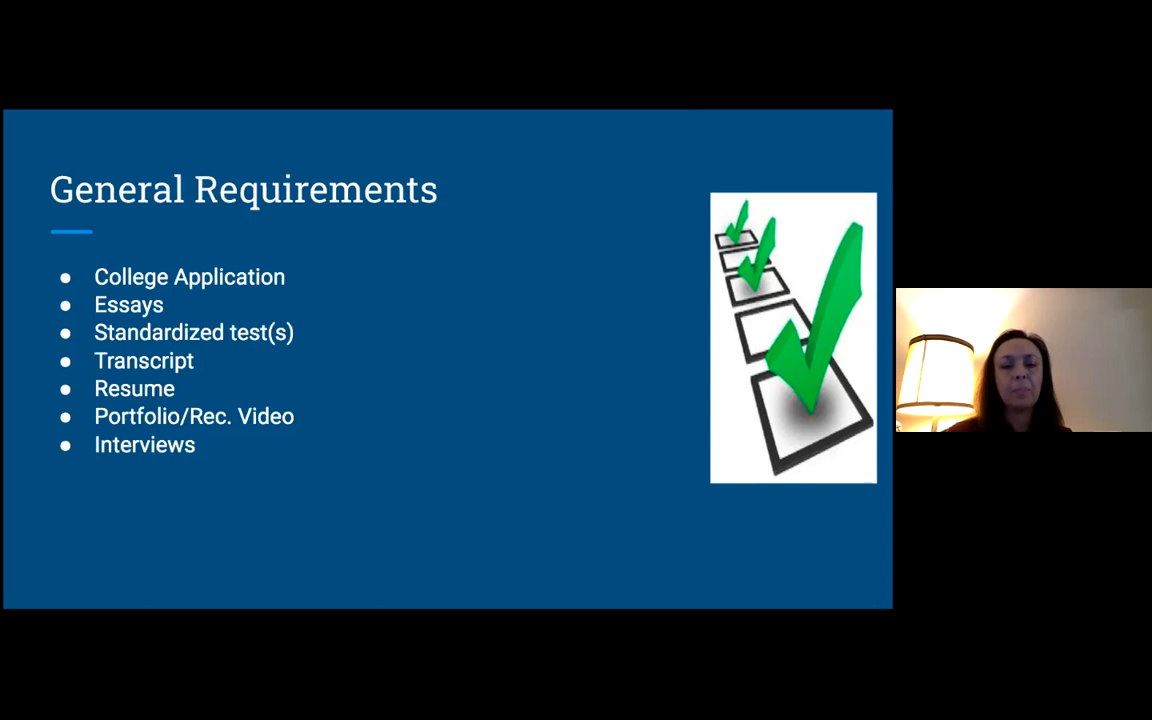 General Requirements
● College Application
● Essays
● Standardized test(s)
● Transcript
● Resume
● Portfolio/Rec. Video
● Interviews